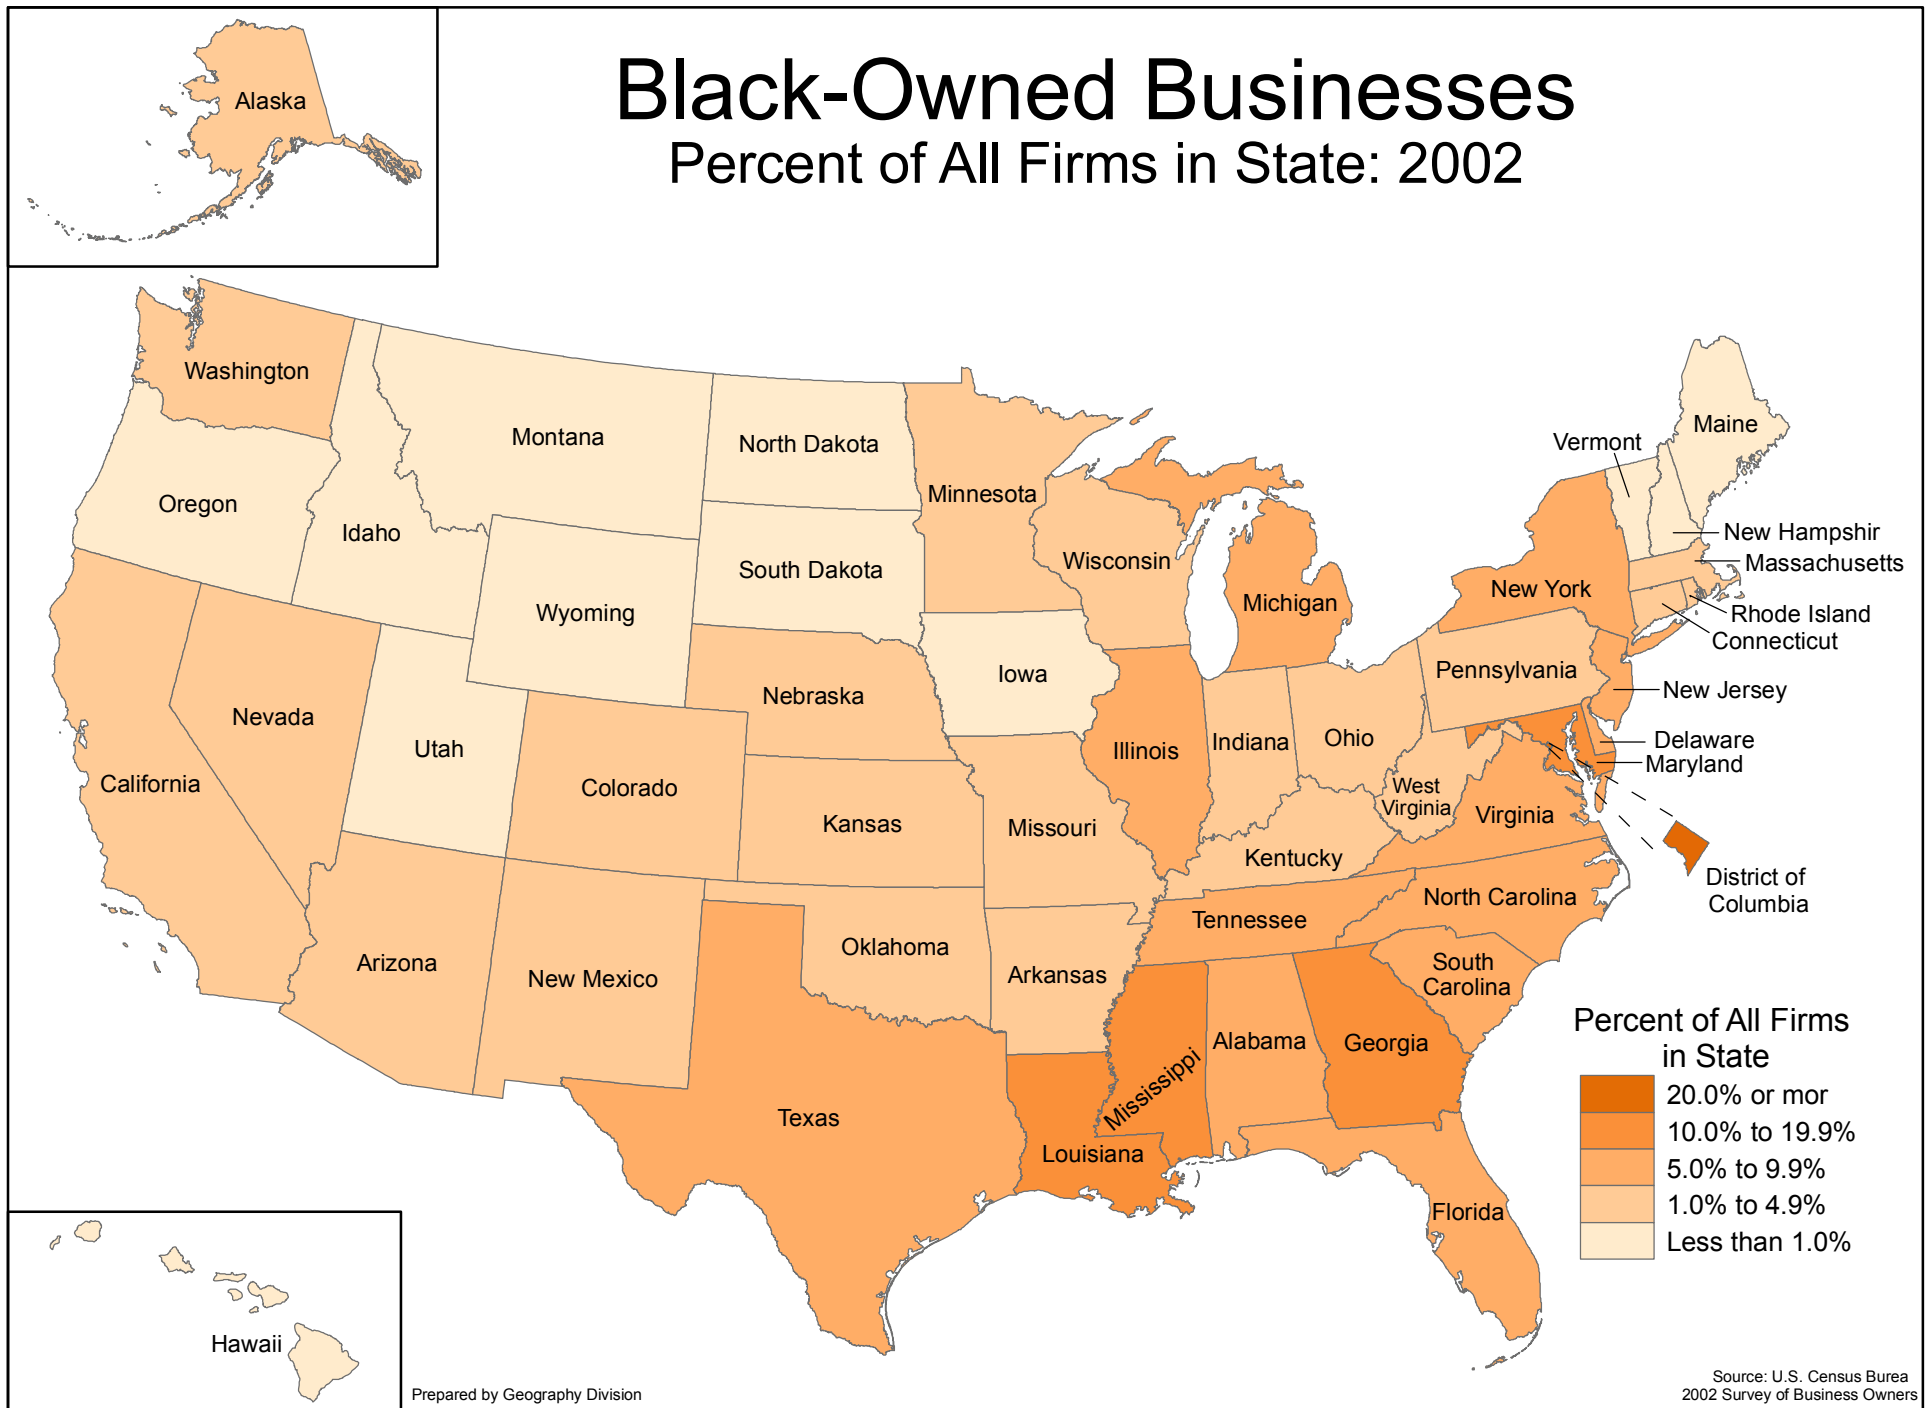 Black-Owned Businesses
Percent of All Firms in State: 2002
Alaska
Washington
Montana
North Dakota
Minnesota
Oregon
Idaho
Wyoming
South Dakota
Wisconsin
Michigan
Vermont
Maine
New Hampshir
Massachusetts
New York
Rhode Island
Connecticut
Iowa
Pennsylvania
New Jersey
Nevada
Utah
Nebraska
Illinois
Indiana
Ohio
Delaware
Maryland
California
Colorado
Kansas
Missouri
West
Virginia
Virginia
Kentucky
District of
Columbia
North Carolina
Tennessee
Arizona
New Mexico
Oklahoma
Arkansas
South
Carolina
Mississippi
Alabama
Georgia
Texas
Louisiana
Florida
Hawaii
Percent of All Firms
in State
20.0% or mor
10.0% to 19.9%
5.0% to 9.9%
1.0% to 4.9%
Less than 1.0%
Prepared by Geography Division
Source: U.S. Census Burea
2002 Survey of Business Owners